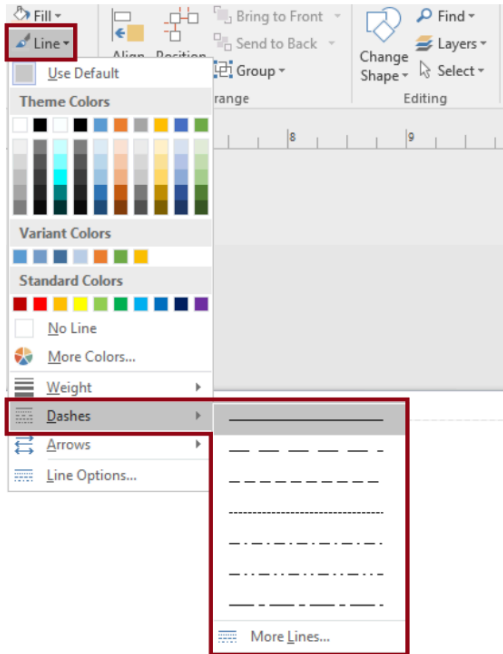 Fill
Line
Align
Position
Bring to Front
Send to Back
Group
Change
Shape
Find
Layers
Select
range
Editing
8
9
Use Default
Theme Colors
Variant Colors
Standard Colors
No Line
More Colors...
Weight
Dashes
Arrows
Line Options...
More Lines...